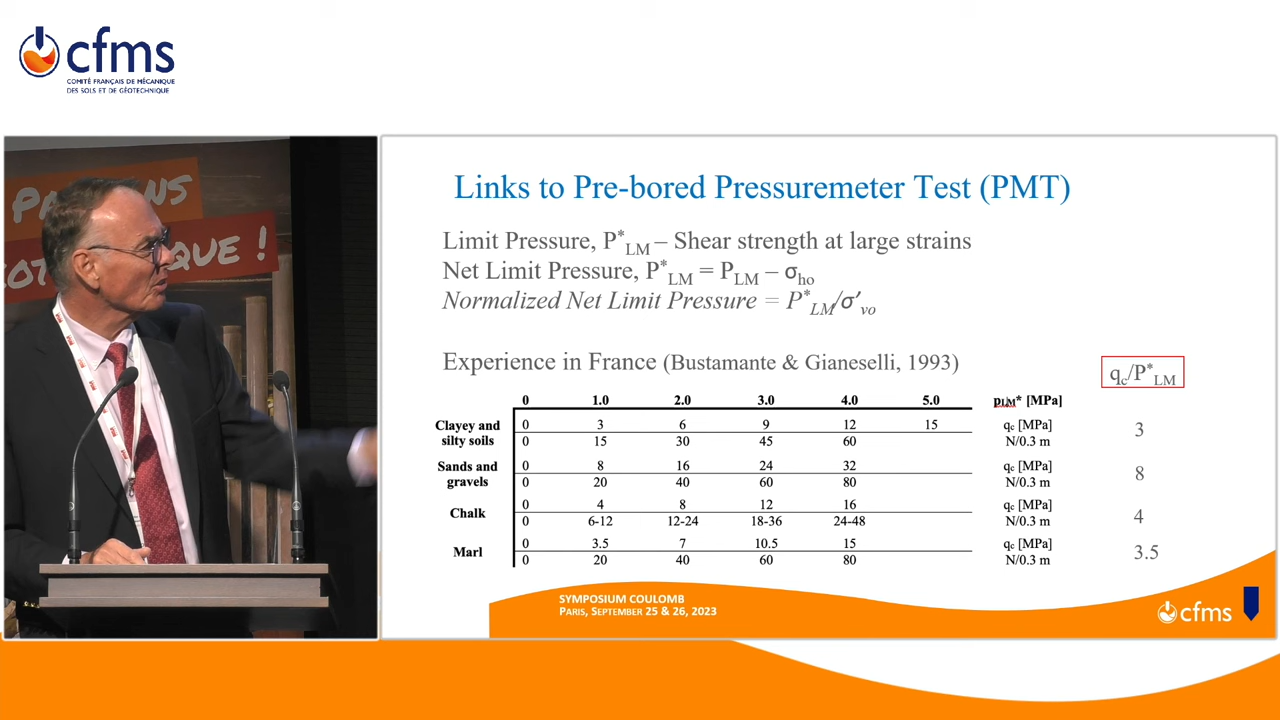 cfms
COMITÉ FRANÇAIS DE MÉCANIQUE
DES SOLS ET DE GÉOTECHNIQUE
QUE !
Links to Pre-bored Pressuremeter Test (PMT)
Limit Pressure, P*LM – Shear strength at large strains
Net Limit Pressure, P*LM = PLM – σho
Normalized Net Limit Pressure = P*LM/σ'vo
Experience in France (Bustamante & Gianeselli, 1993)
qc/P*LM
0 1.0 2.0 3.0 4.0 5.0 pLM* [MPa]
Clayey and silty soils
0 3 6 9 12 15 qc [MPa] 3
0 15 30 45 60 N/0.3 m
Sands and gravels
0 8 16 24 32 qc [MPa] 8
0 20 40 60 80 N/0.3 m
Chalk
0 4 8 12 16 qc [MPa] 4
0 6-12 12-24 18-36 24-48 N/0.3 m
Marl
0 3.5 7 10.5 15 qc [MPa] 3.5
0 20 40 60 80 N/0.3 m
SYMPOSIUM COULOMB
PARIS, SEPTEMBER 25 & 26, 2023
cfms